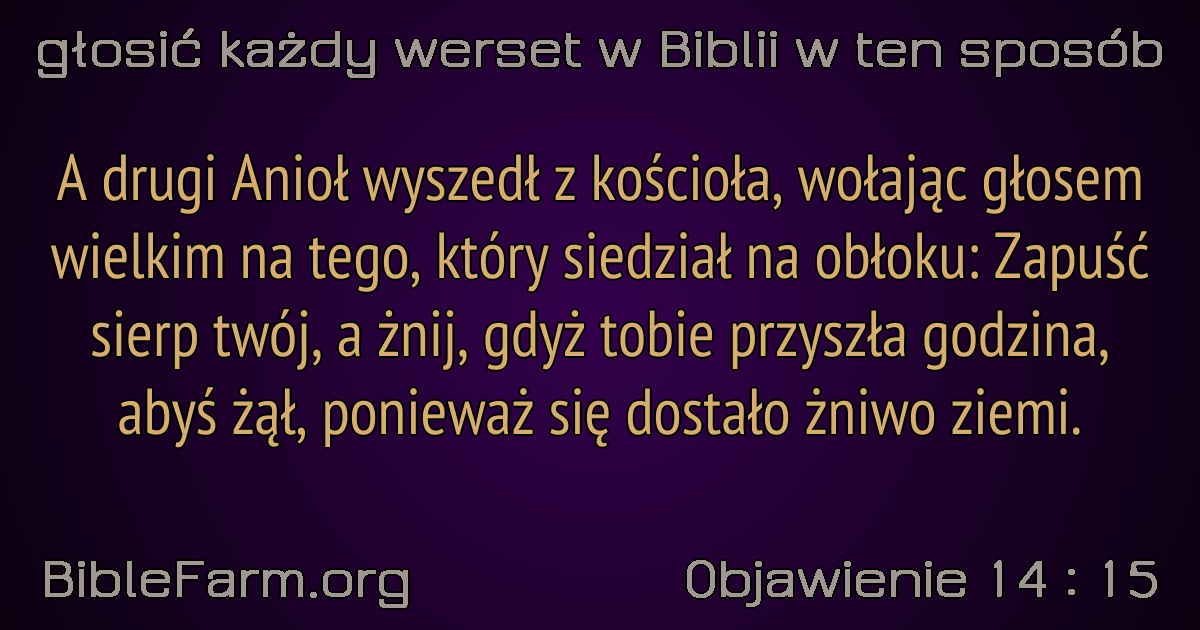 głosić każdy werset w Biblii w ten sposób
A drugi Anioł wyszedł z kościoła, wołając głosem
wielkim na tego, który siedział na obłoku: Zapuść
sierp twój, a żnij, gdyż tobie przyszła godzina,
abyś żął, ponieważ się dostało żniwo ziemi.
BibleFarm.org
Objawienie 14 : 15